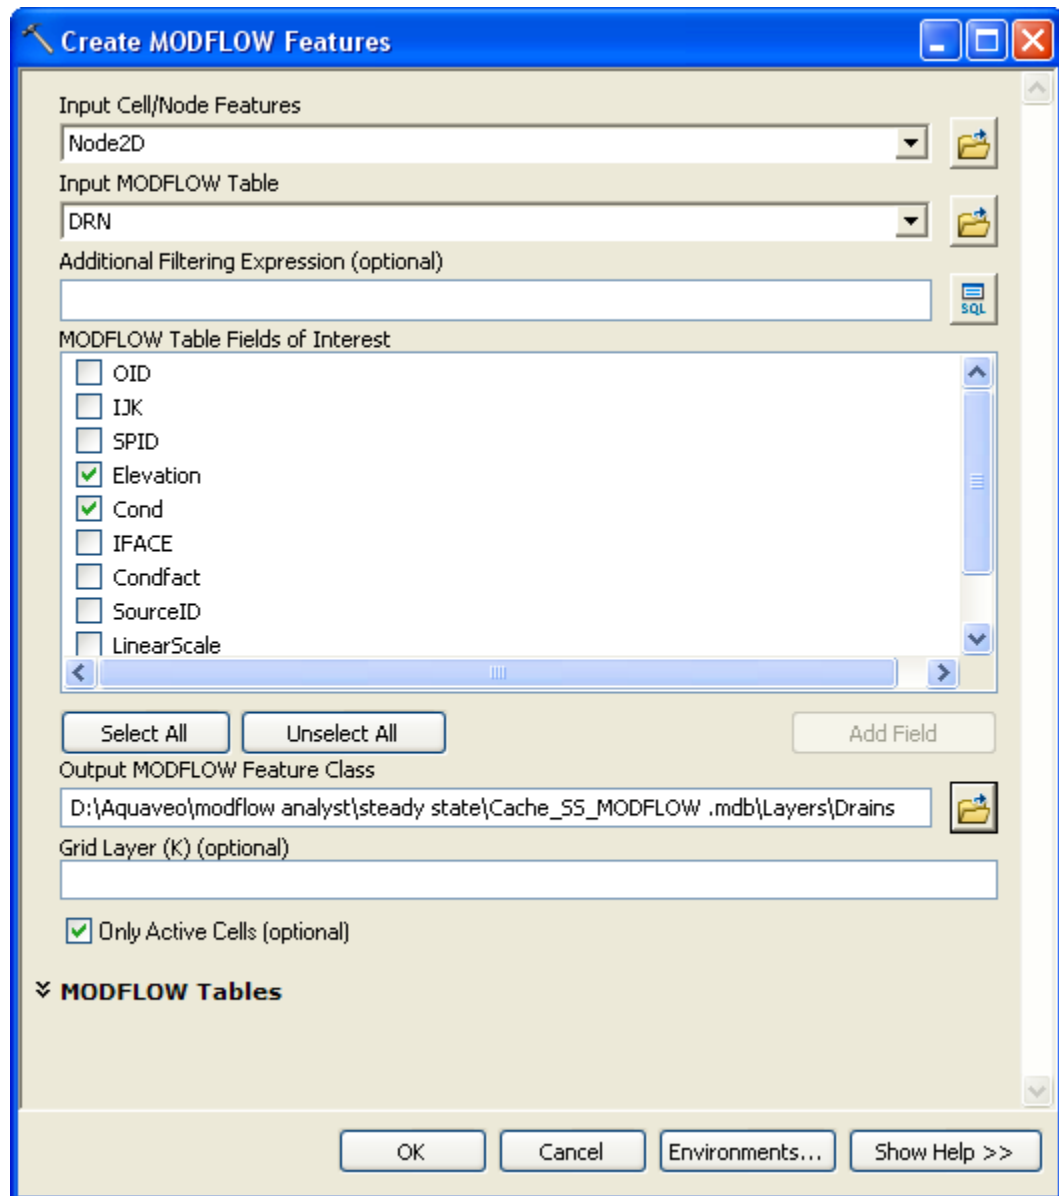 Create MODFLOW Features
Input Cell/Node Features
Node2D
Input MODFLOW Table
DRN
Additional Filtering Expression (optional)
SQL
MODFLOW Table Fields of Interest
OID
IJK
SPID
Elevation
Cond
IFACE
Condfact
SourceID
LinearScale
Select All Unselect All Add Field
Output MODFLOW Feature Class
D:\Aquaveo\modflow analyst\steady state\Cache_SS_MODFLOW .mdb\Layers\Drains
Grid Layer (K) (optional)
Only Active Cells (optional)
MODFLOW Tables
OK Cancel Environments... Show Help >>